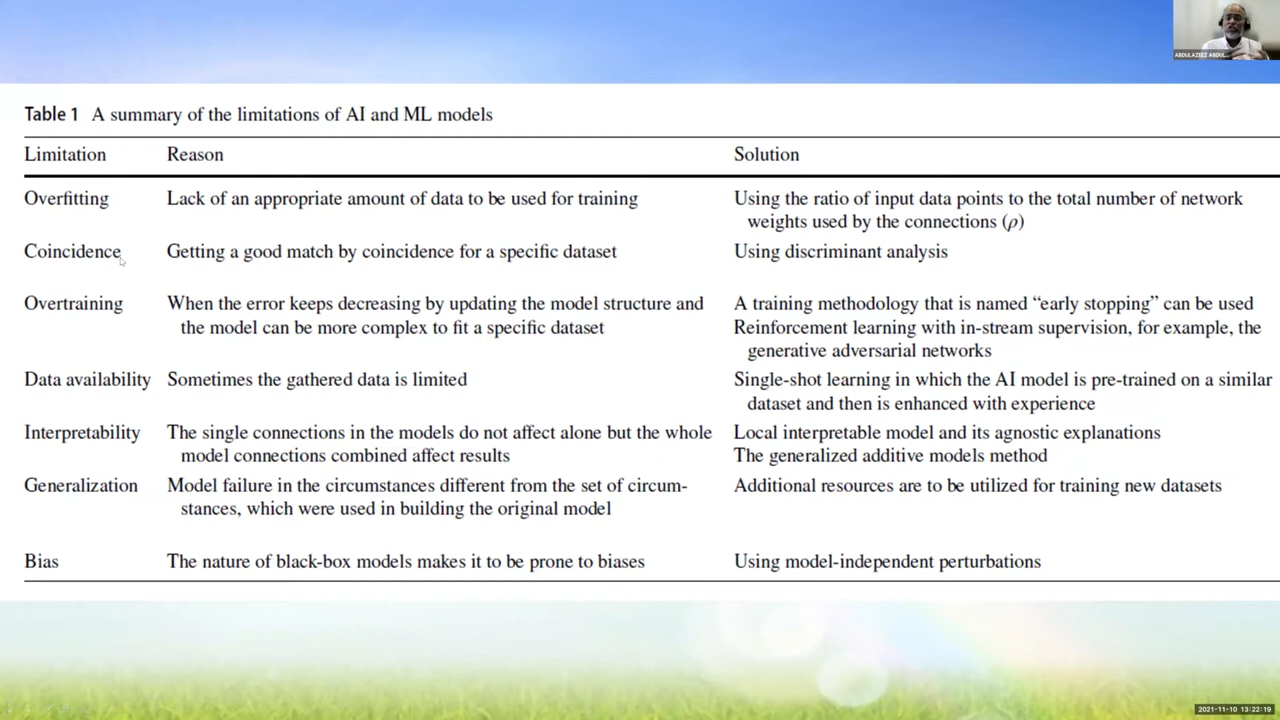 ABDULAZEEZ ABDUL...
Table 1 A summary of the limitations of AI and ML models
Limitation Reason Solution
Overfitting Lack of an appropriate amount of data to be used for training Using the ratio of input data points to the total number of network
weights used by the connections (ρ)
Coincidence Getting a good match by coincidence for a specific dataset Using discriminant analysis
Overtraining When the error keeps decreasing by updating the model structure and A training methodology that is named “early stopping” can be used
the model can be more complex to fit a specific dataset Reinforcement learning with in-stream supervision, for example, the
generative adversarial networks
Data availability Sometimes the gathered data is limited Single-shot learning in which the AI model is pre-trained on a similar
dataset and then is enhanced with experience
Interpretability The single connections in the models do not affect alone but the whole Local interpretable model and its agnostic explanations
model connections combined affect results The generalized additive models method
Generalization Model failure in the circumstances different from the set of circum- Additional resources are to be utilized for training new datasets
stances, which were used in building the original model
Bias The nature of black-box models makes it to be prone to biases Using model-independent perturbations
2021-11-10 13:22:19